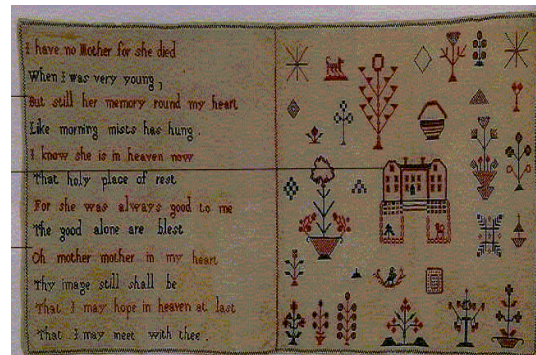 I have no Mother for she died
When I was very young,
But still her memory round my heart
Like morning mists has hung.
I know she is in heaven now
That holy place of rest
For she was always good to me
The good alone are blest
Oh mother mother in my heart
Thy image still shall be
That I may hope in heaven at last
That I may meet with thee.